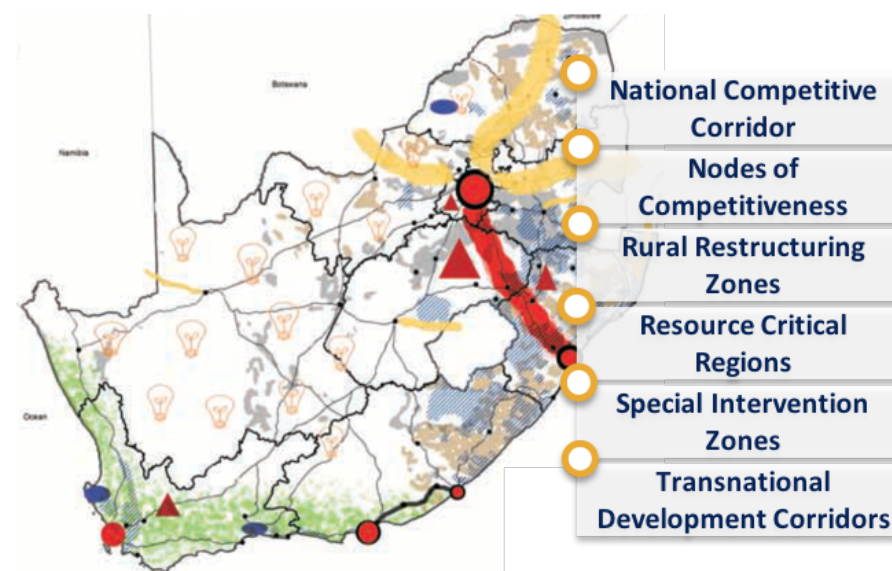 Zimbabwe
Botswana
Namibia
Ocean
National Competitive
Corridor
Nodes of
Competitiveness
Rural Restructuring
Zones
Resource Critical
Regions
Special Intervention
Zones
Transnational
Development Corridors